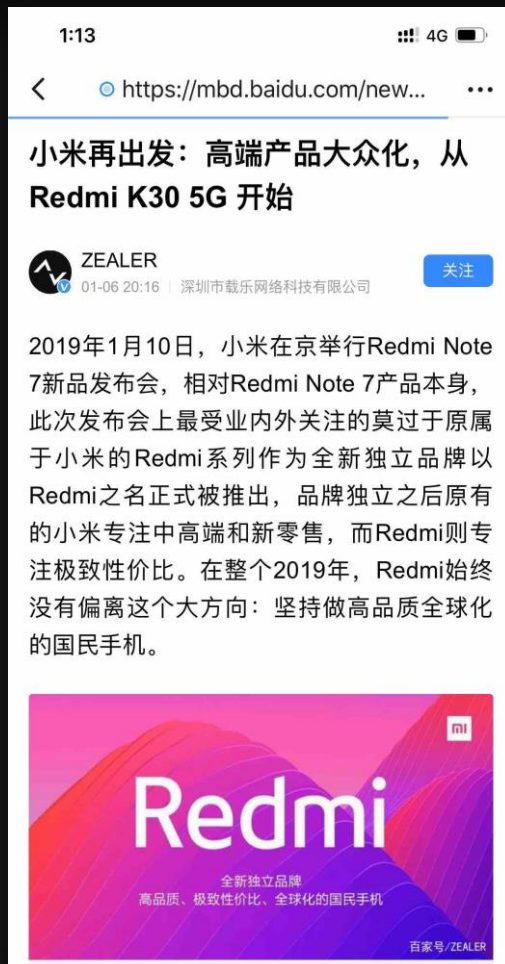 1:13
4G
https://mbd.baidu.com/new...
小米再出发：高端产品大众化，从
Redmi K30 5G 开始
ZEALER
关注
01-06 20:16 | 深圳市载乐网络科技有限公司
2019年1月10日，小米在京举行Redmi Note
7新品发布会，相对Redmi Note 7产品本身，
此次发布会上最受业内外关注的莫过于原属
于小米的Redmi系列作为全新独立品牌以
Redmi之名正式被推出，品牌独立之后原有
的小米专注中高端和新零售，而Redmi则专
注极致性价比。在整个2019年，Redmi始终
没有偏离这个大方向：坚持做高品质全球化
的国民手机。
mi
Redmi
全新独立品牌
高品质、极致性价比、全球化的国民手机
百家号/ZEALER